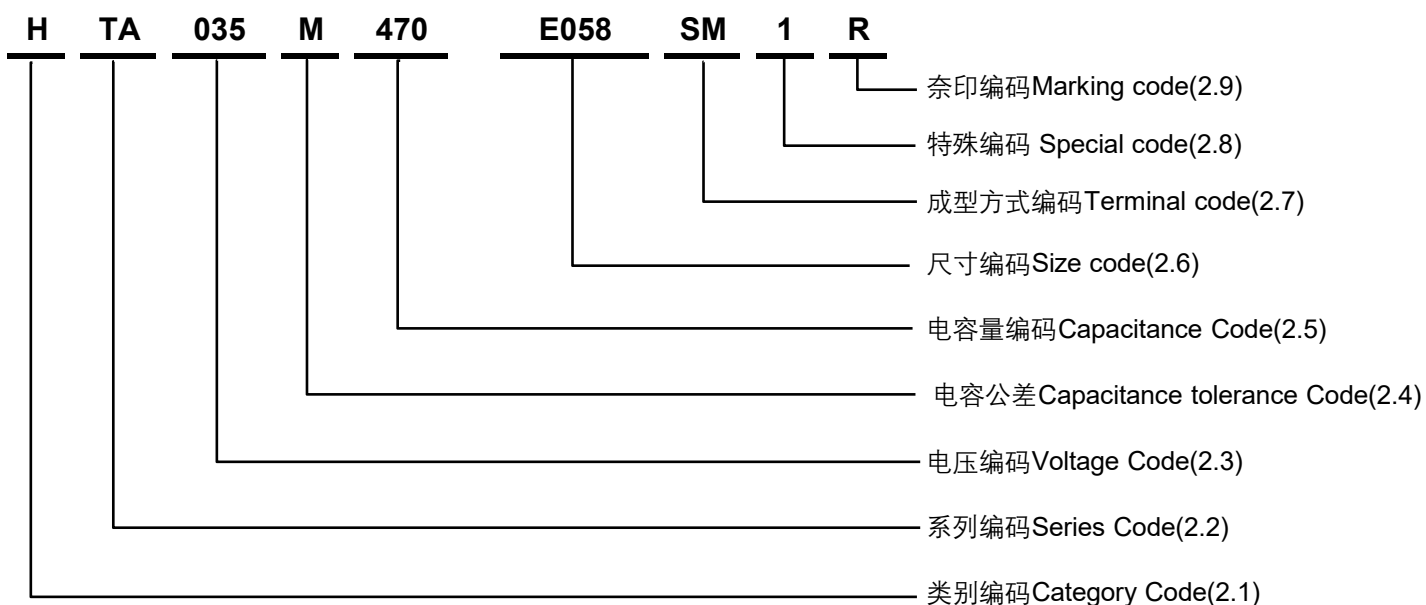 H TA 035 M 470 E058 SM 1 R
奈印编码Marking code(2.9)
特殊编码 Special code(2.8)
成型方式编码Terminal code(2.7)
尺寸编码Size code(2.6)
电容量编码Capacitance Code(2.5)
电容公差Capacitance tolerance Code(2.4)
电压编码Voltage Code(2.3)
系列编码Series Code(2.2)
类别编码Category Code(2.1)